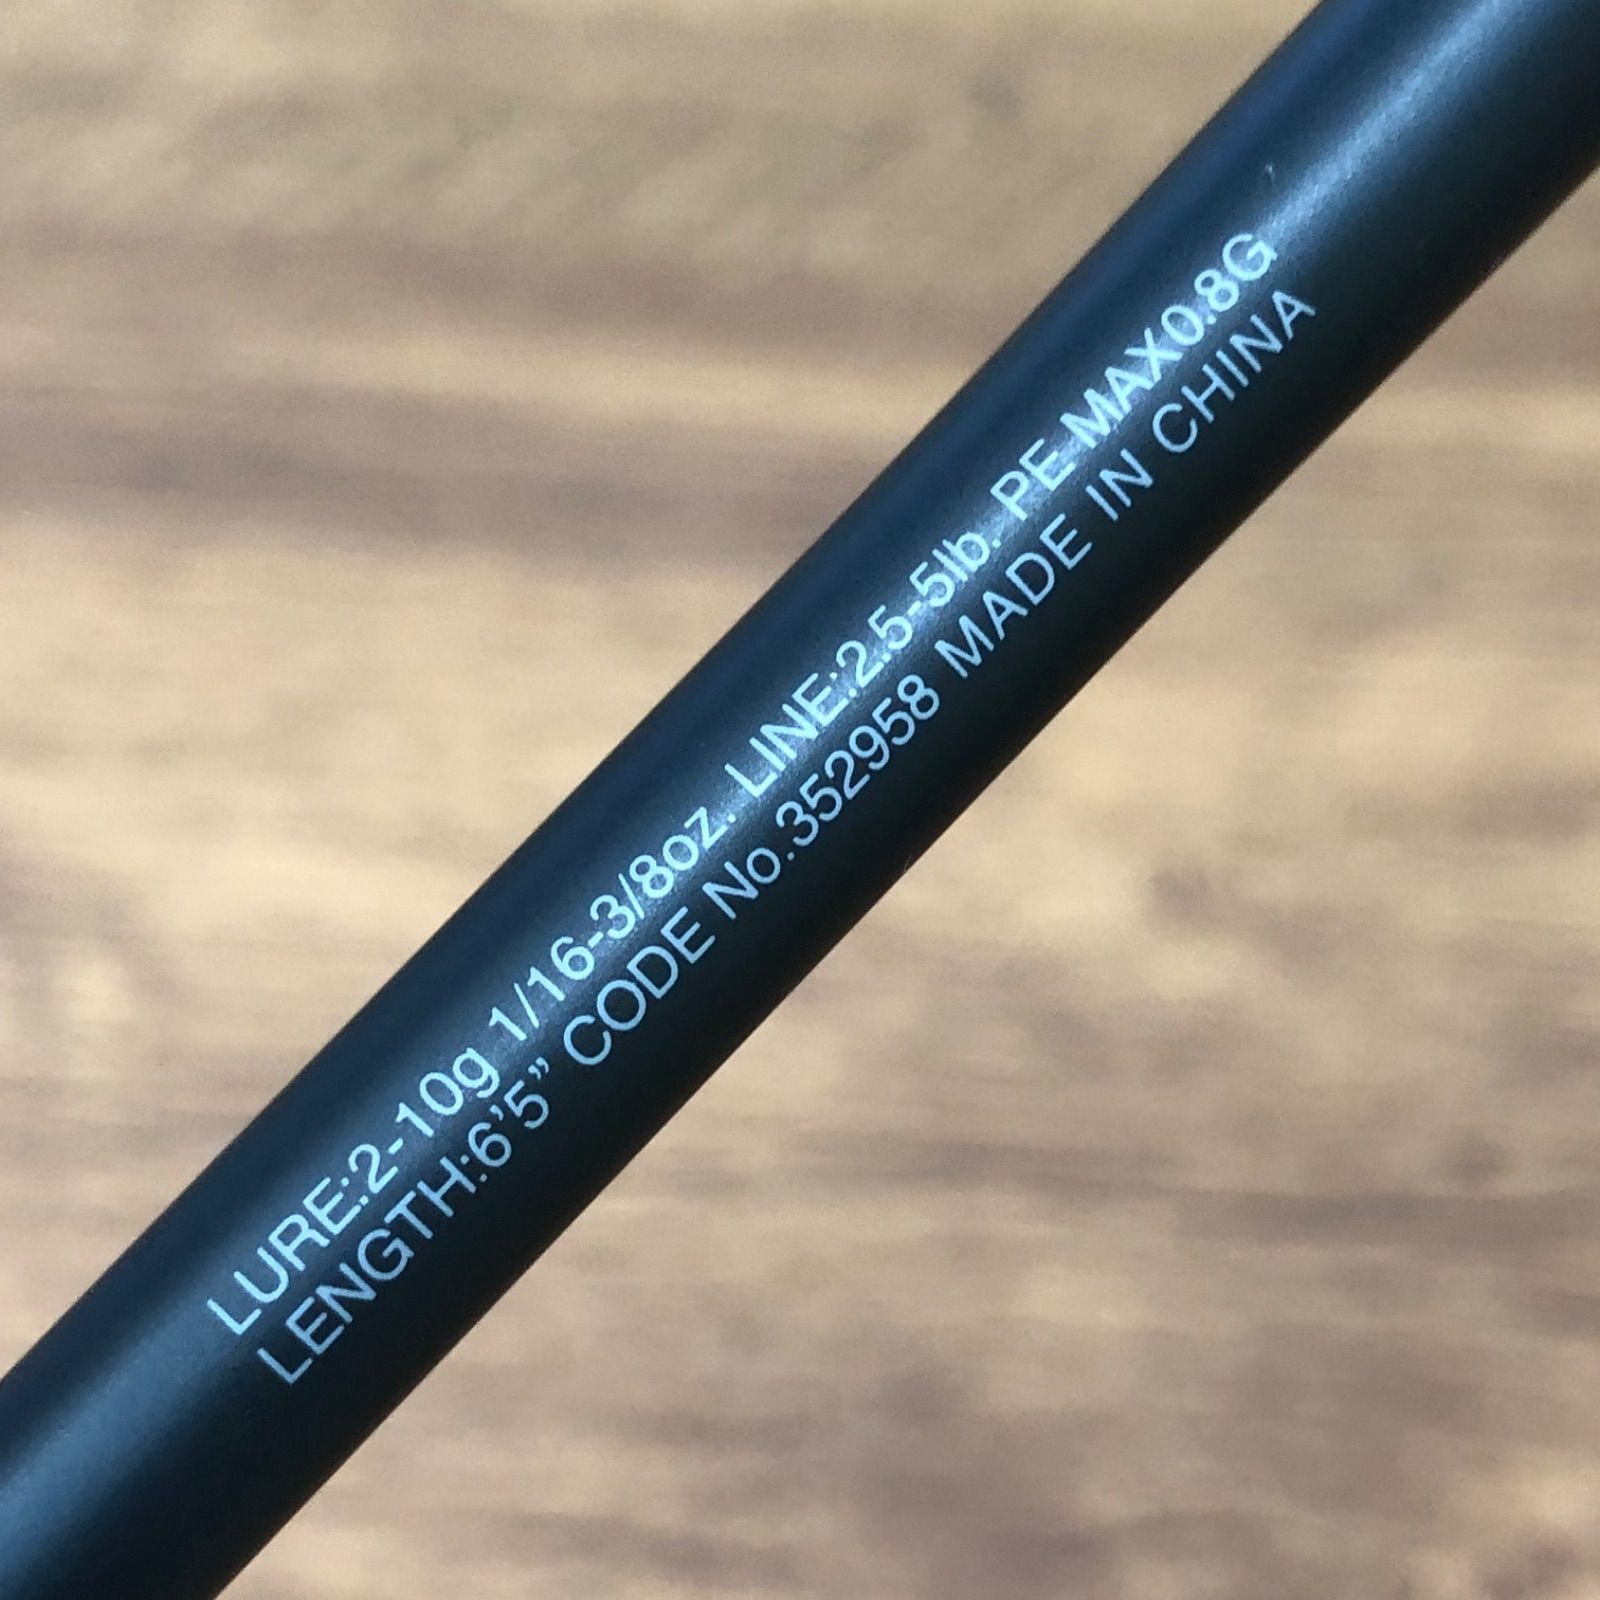 LURE:2-10g 1/16-3/8oz. LINE:2.5-5lb. PE MAX0.8G
LENGTH:6’5” CODE No.352958 MADE IN CHINA